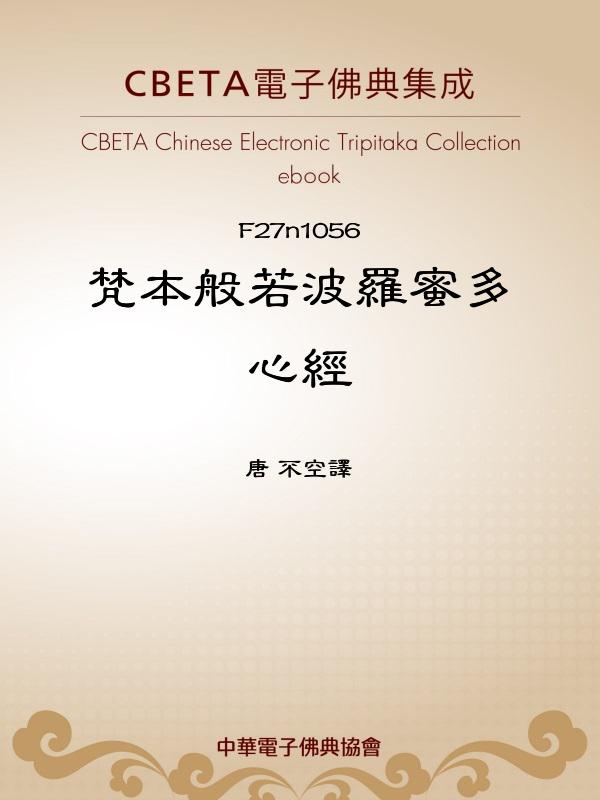 CBETA電子佛典集成
CBETA Chinese Electronic Tripitaka Collection
ebook
F27n1056
梵本般若波羅蜜多
心經
唐 不空譯
中華電子佛典協會